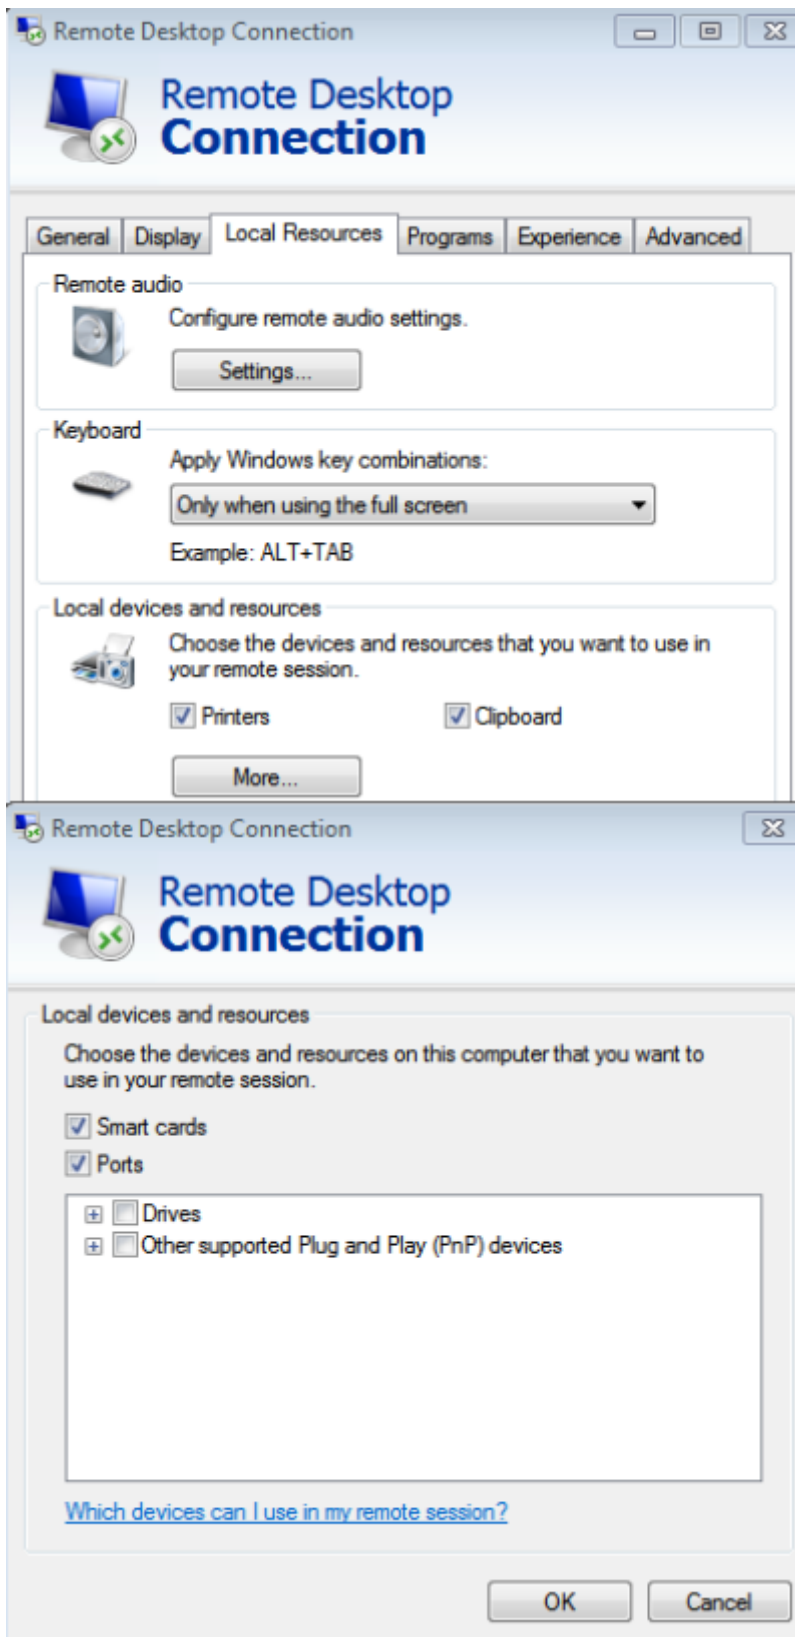 Remote Desktop Connection
Remote Desktop
Connection
General Display Local Resources Programs Experience Advanced
Remote audio
Configure remote audio settings.
Settings...
Keyboard
Apply Windows key combinations:
Only when using the full screen
Example: ALT+TAB
Local devices and resources
Choose the devices and resources that you want to use in
your remote session.
Printers Clipboard
More...
Remote Desktop Connection
Remote Desktop
Connection
Local devices and resources
Choose the devices and resources on this computer that you want to
use in your remote session.
Smart cards
Ports
Drives
Other supported Plug and Play (PnP) devices
Which devices can I use in my remote session?
OK Cancel